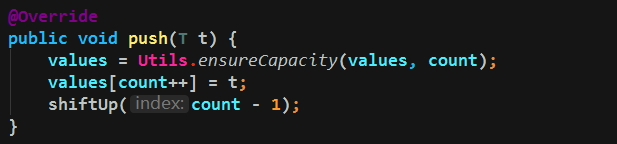 @Override
public void push(T t) {
values = Utils.ensureCapacity(values, count);
values[count++] = t;
shiftUp( index: count - 1);
}